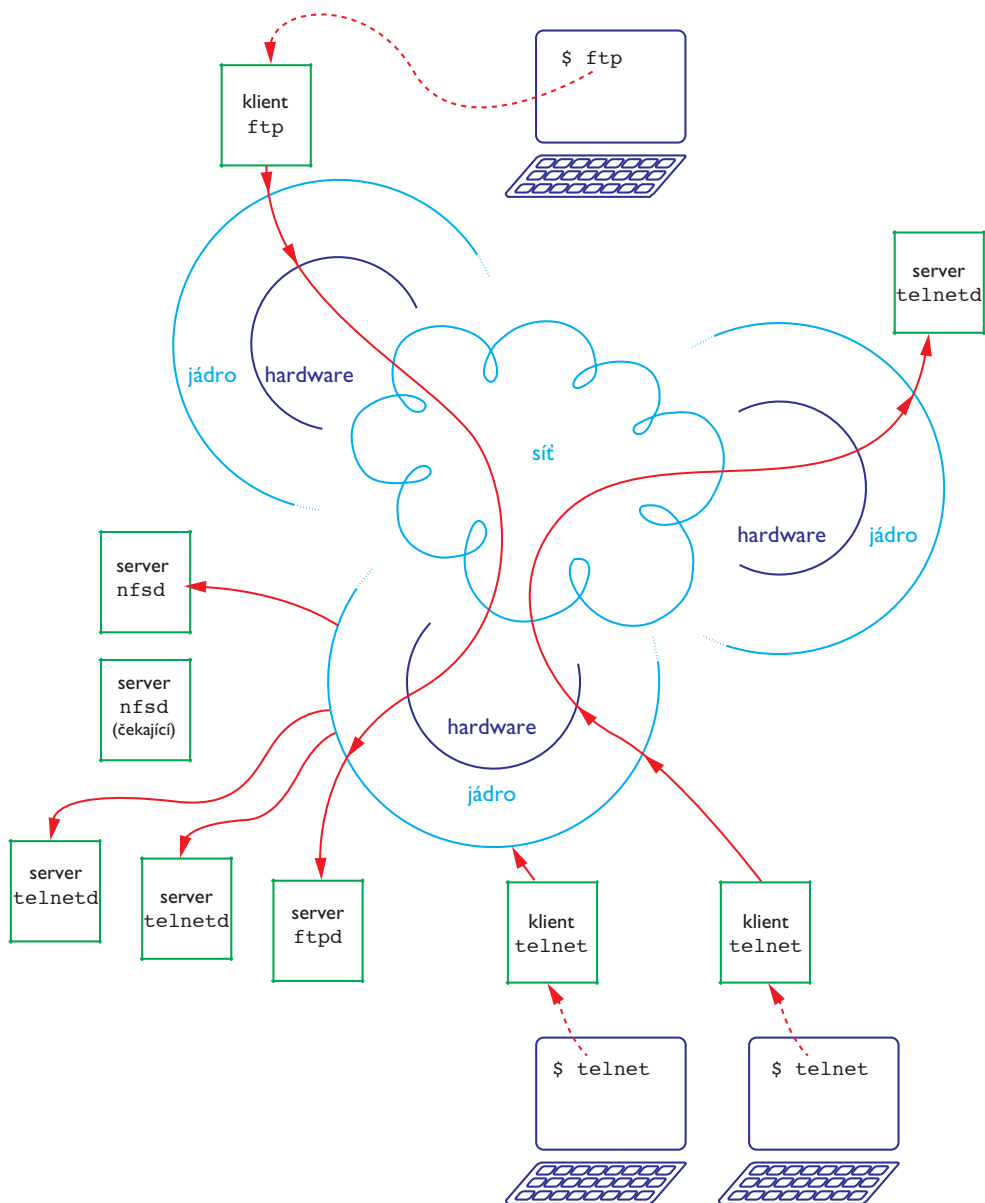 $ ftp
klient
ftp
server
telnetd
jádro
hardware
síť
hardware
jádro
server
nfsd
server
nfsd
(čekající)
hardware
jádro
server
telnetd
server
telnetd
server
ftpd
klient
telnet
klient
telnet
$ telnet
$ telnet